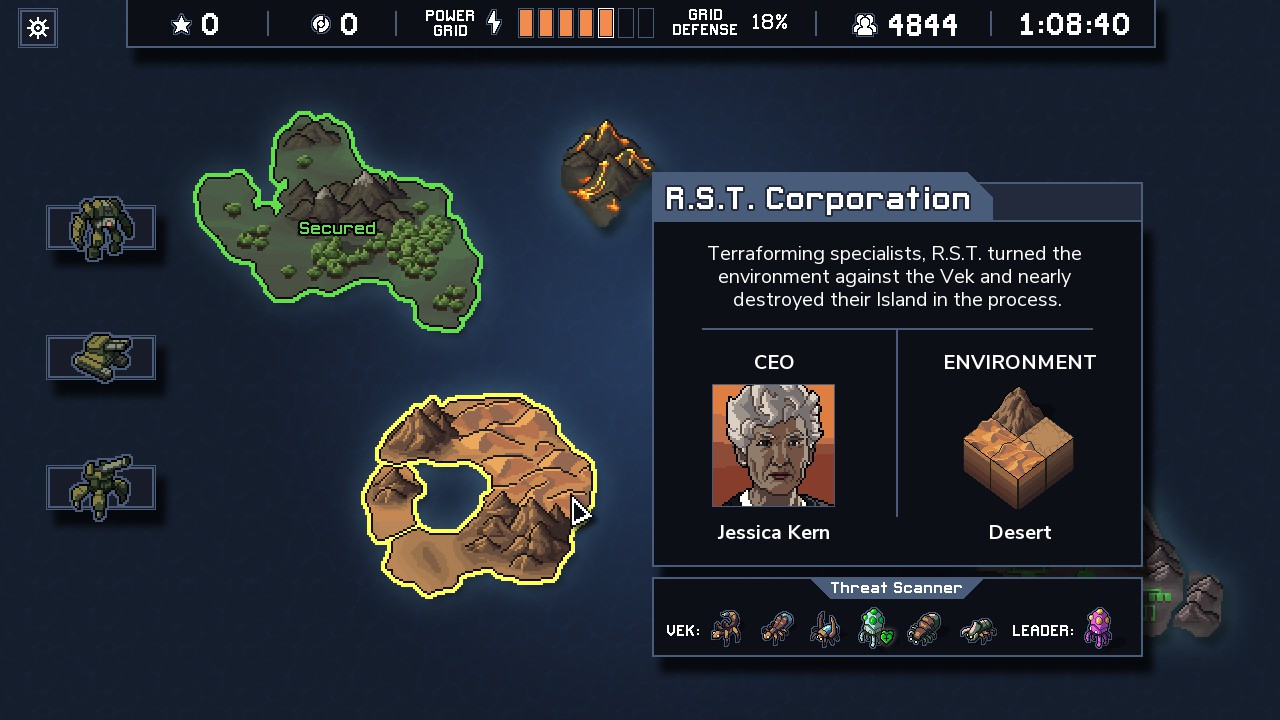 0
0
POWER GRID
GRID DEFENSE 18%
4844
1:08:40
Secured
R.S.T. Corporation
Terraforming specialists, R.S.T. turned the
environment against the Vek and nearly
destroyed their Island in the process.
CEO
ENVIRONMENT
Jessica Kern
Desert
Threat Scanner
VEK:
LEADER: